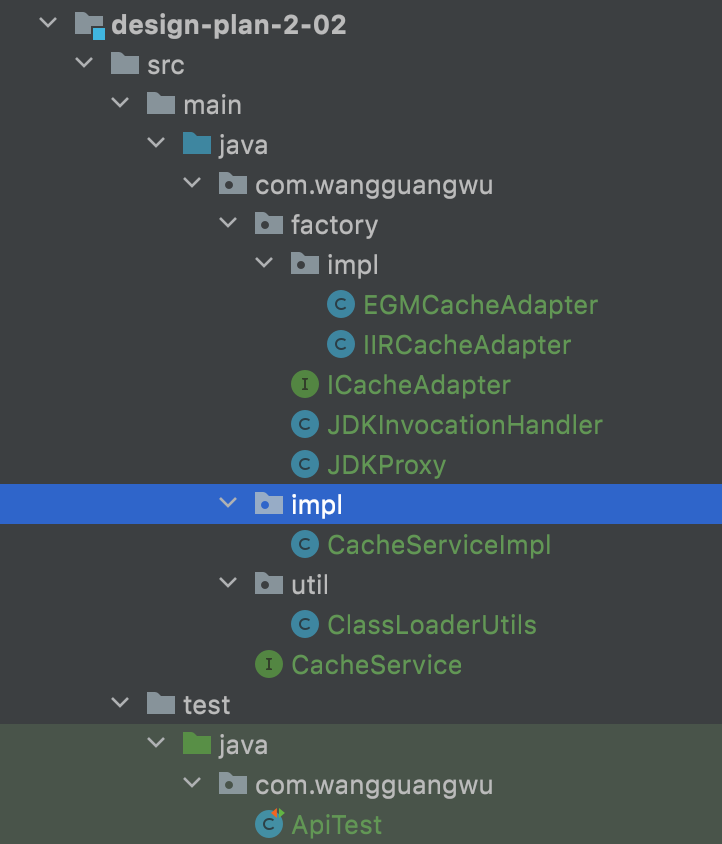 design-plan-2-02
src
main
java
com.wangguangwu
factory
impl
C EGMCacheAdapter
C IIRCacheAdapter
I ICacheAdapter
C JDKInvocationHandler
C JDKProxy
impl
C CacheServiceImpl
util
C ClassLoaderUtils
I CacheService
test
java
com.wangguangwu
C ApiTest